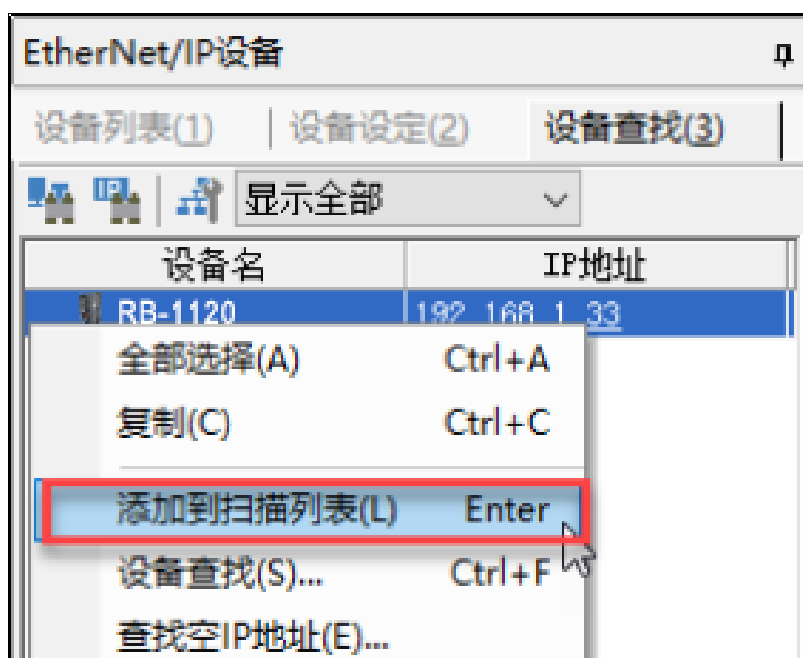 EtherNet/IP设备
设备列表(1) 设备设定(2) 设备查找(3)
显示全部
设备名 IP地址
RB-1120 192 168 1 33
全部选择(A) Ctrl+A
复制(C) Ctrl+C
添加到扫描列表(L) Enter
设备查找(S)... Ctrl+F
查找空IP地址(E)...